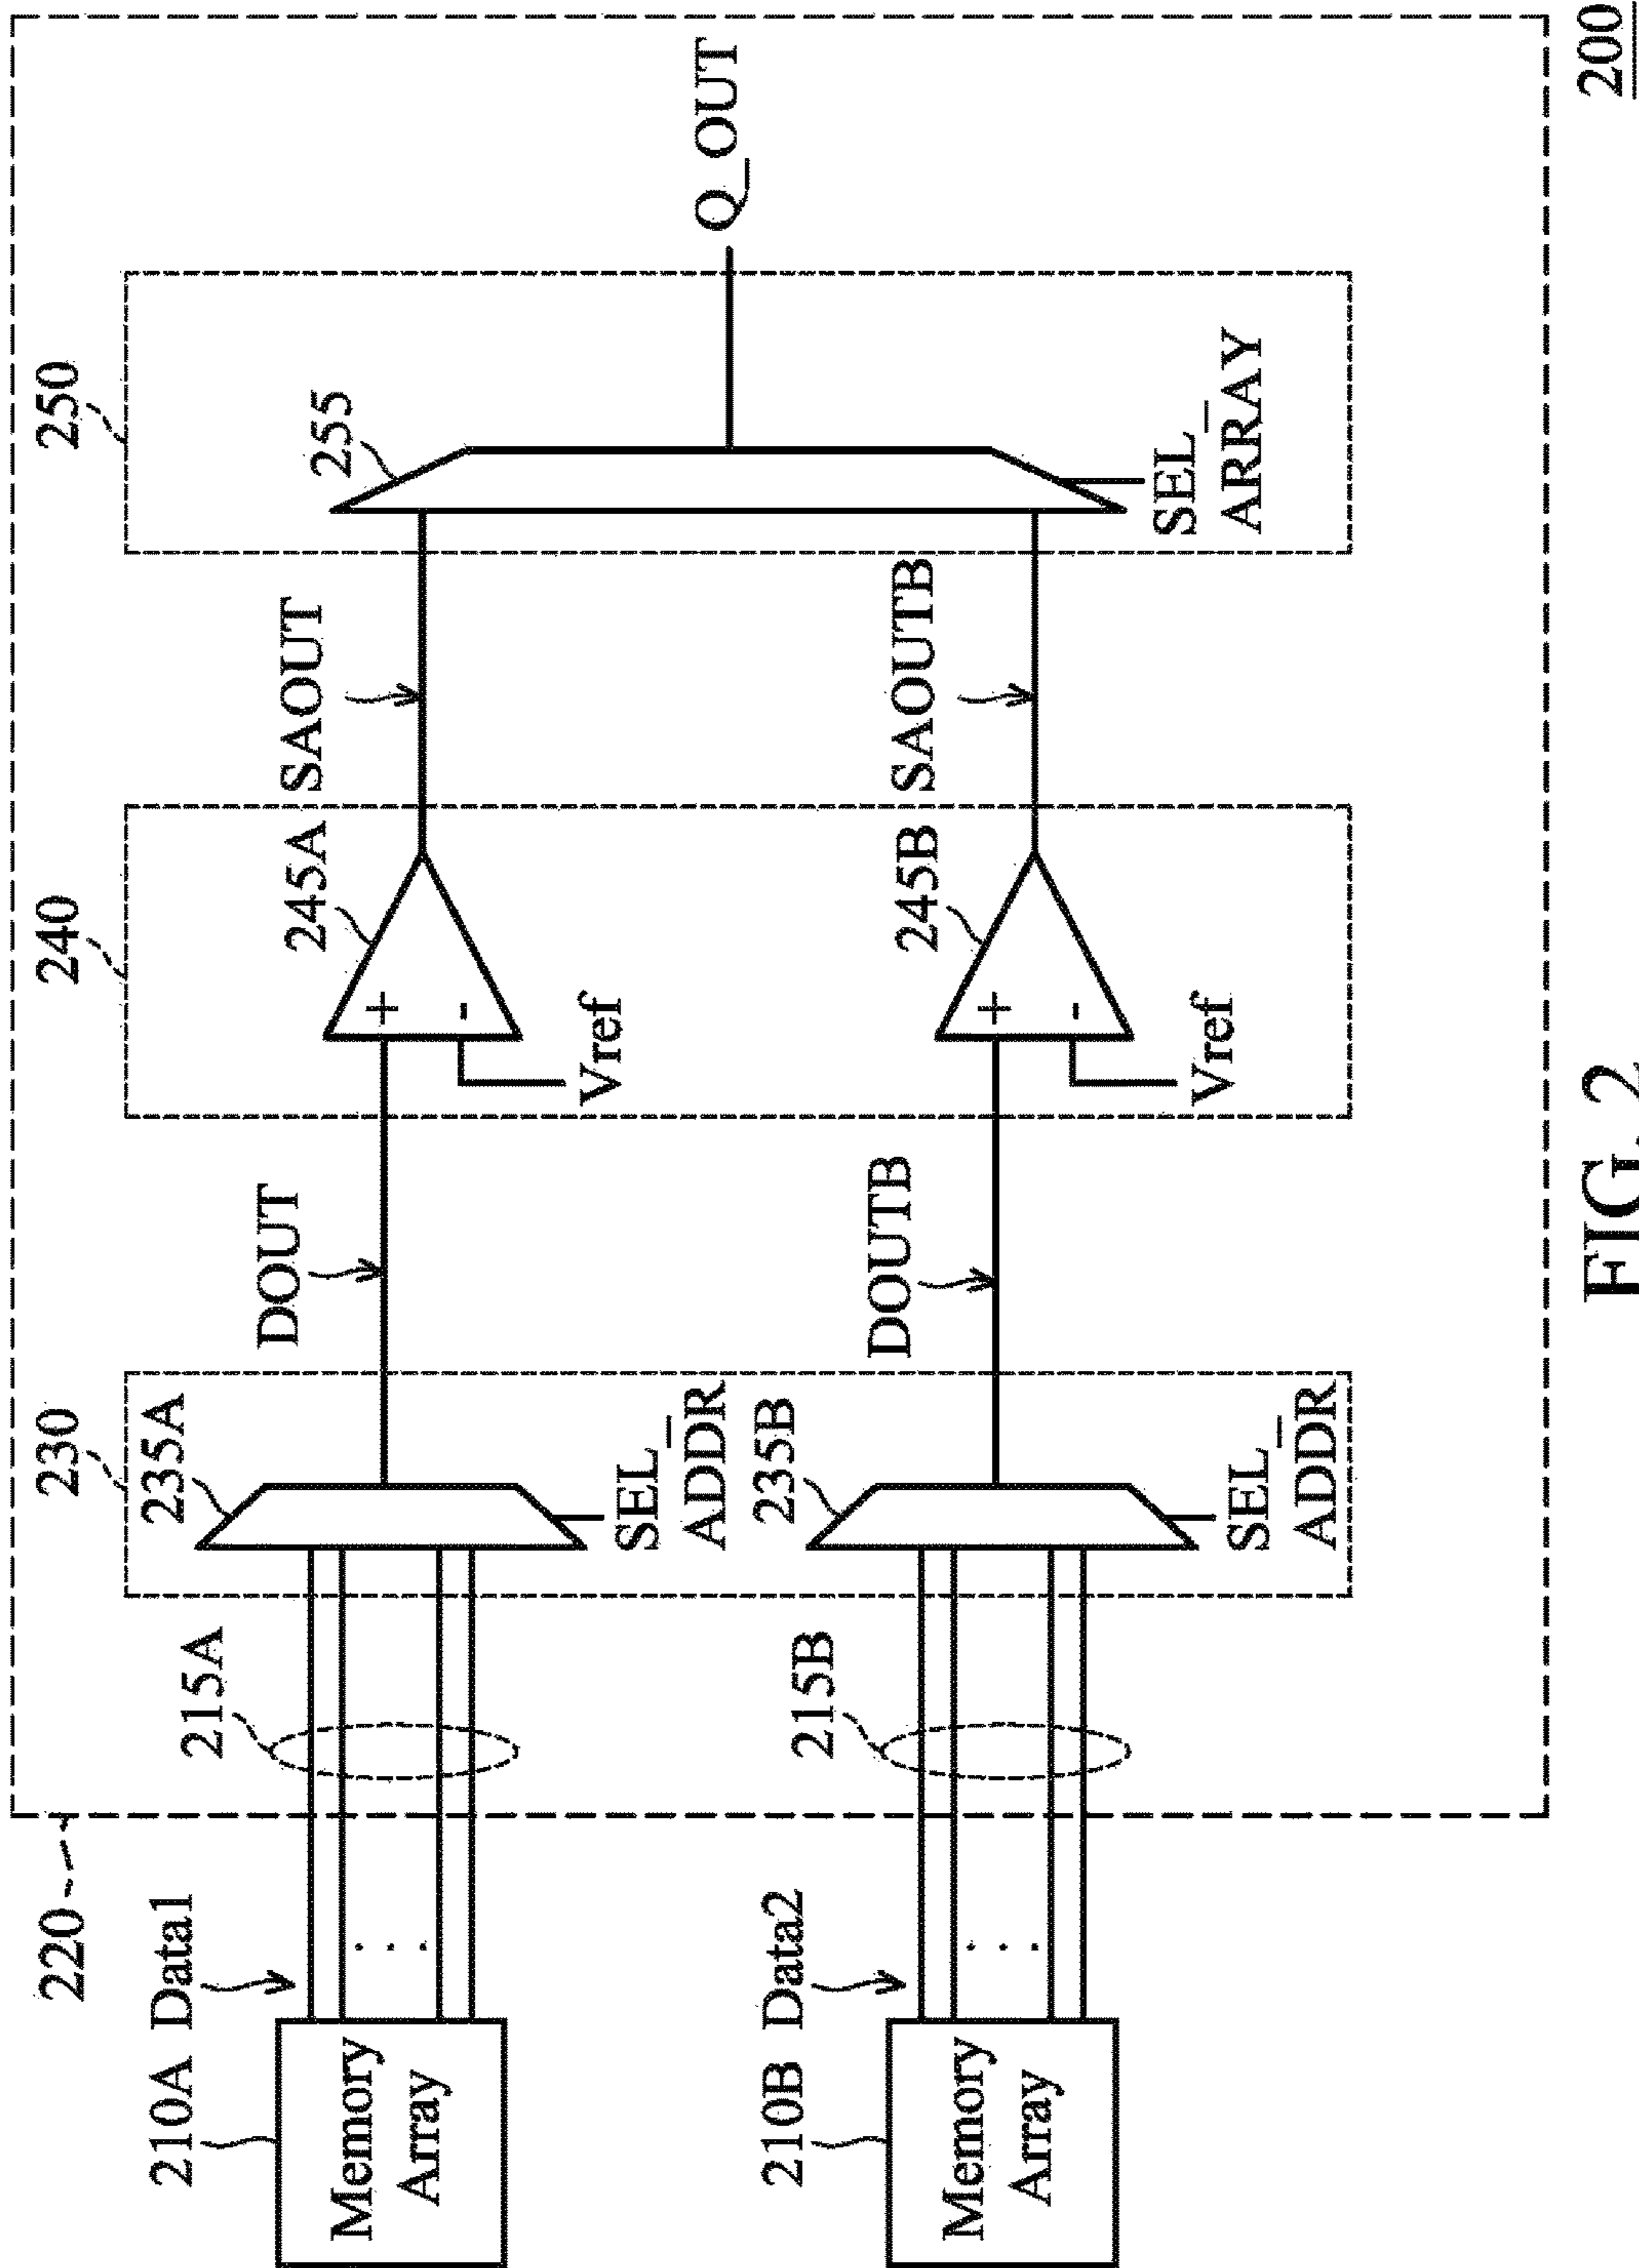 220
230
240
250
210A
Data1
215A
235A
DOUT
245A
SAOUT
255
Memory
Array
SEL_
ADDR
Vref
Q_OUT
210B
Data2
215B
235B
DOUTB
245B
SAOUTB
Memory
Array
SEL_
ADDR
Vref
SEL_
ARRAY
+
-
+
-
FIG. 2
200